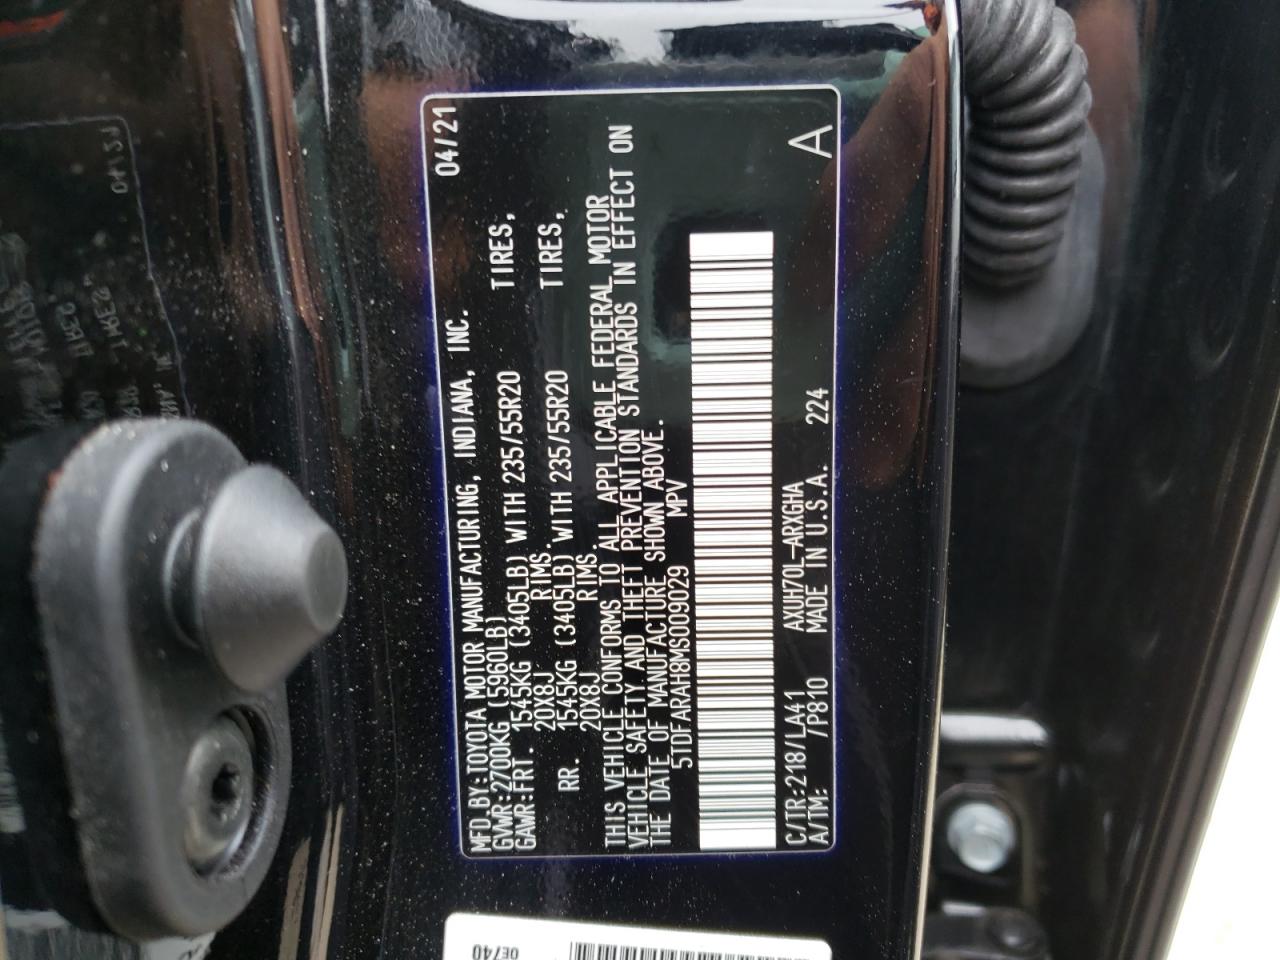 MFD.BY:TOYOTA MOTOR MANUFACTURING, INDIANA, INC. 04/21
GVWR:2700KG (5960LB)
GAWR:FRT. 1545KG (3405LB) WITH 235/55R20 TIRES,
20X8J RIMS.
RR. 1545KG (3405LB) WITH 235/55R20 TIRES,
20X8J RIMS.
THIS VEHICLE CONFORMS TO ALL APPLICABLE FEDERAL MOTOR
VEHICLE SAFETY AND THEFT PREVENTION STANDARDS IN EFFECT ON
THE DATE OF MANUFACTURE SHOWN ABOVE.
5TDFARAH8MS009029 MPV
C/TR:218/LA41 AXUH70L-ARXGHA
A/TM: /P810 MADE IN U.S.A. 224 A
0E740